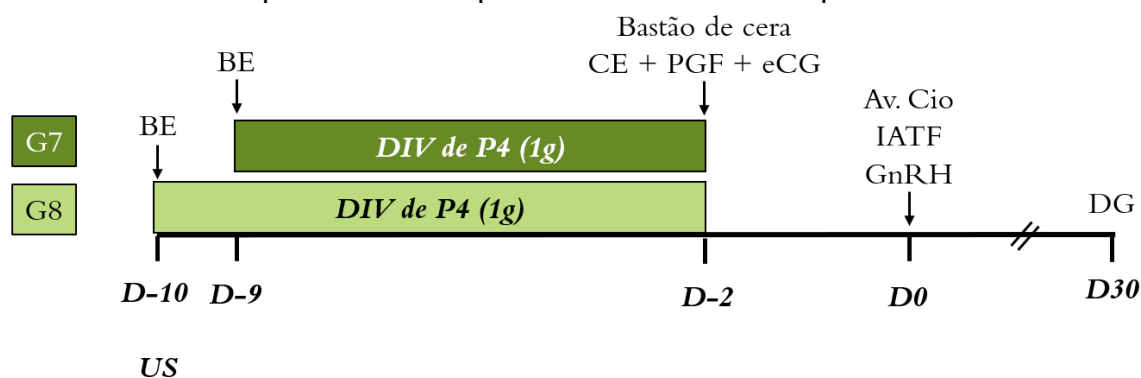 Bastão de cera
CE + PGF + eCG
BE
Av. Cio
IATF
GnRH
BE
G7
DIV de P4 (1g)
G8
DIV de P4 (1g)
DG
D-10
D-9
D-2
D0
D30
US